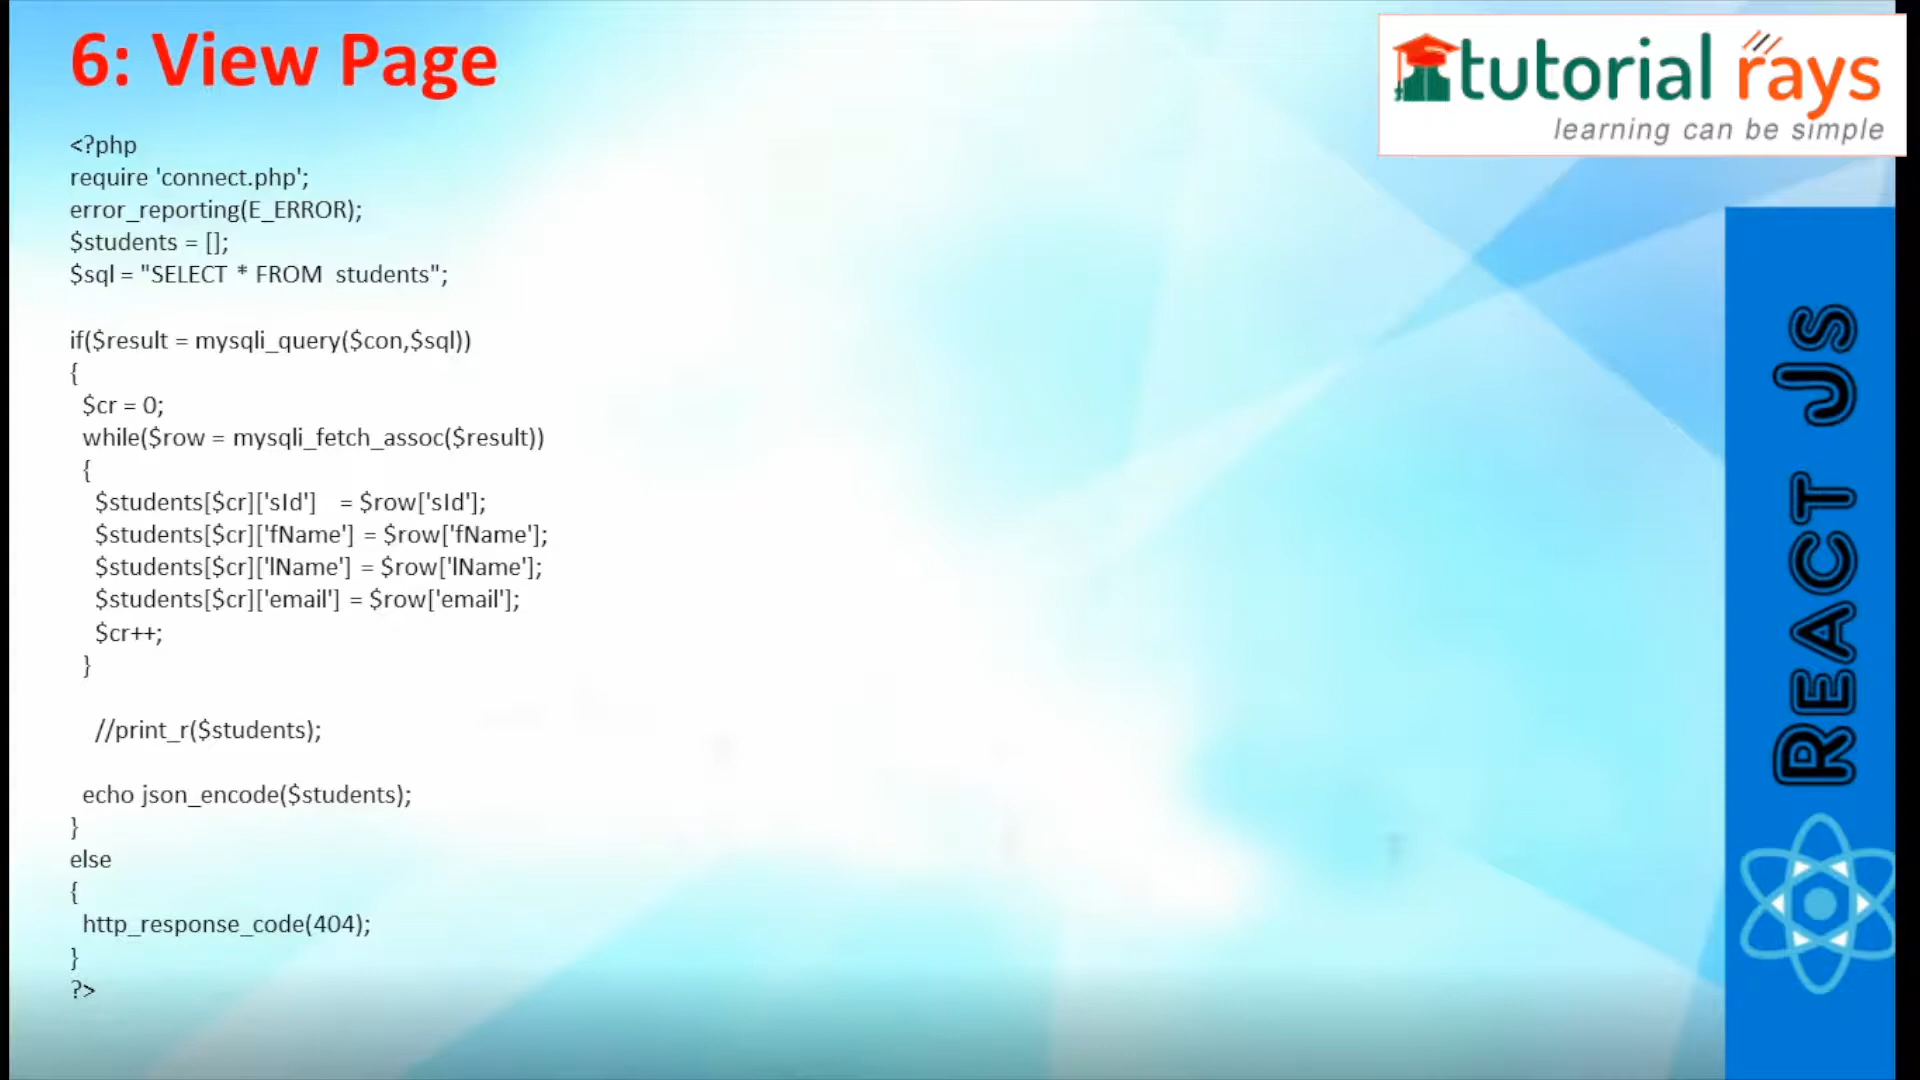 6: View Page
tutorial rays
learning can be simple
<?php
require 'connect.php';
error_reporting(E_ERROR);
$students = [];
$sql = "SELECT * FROM  students";
if($result = mysqli_query($con,$sql))
{
  $cr = 0;
  while($row = mysqli_fetch_assoc($result))
  {
    $students[$cr]['sId']   = $row['sId'];
    $students[$cr]['fName'] = $row['fName'];
    $students[$cr]['lName'] = $row['lName'];
    $students[$cr]['email'] = $row['email'];
    $cr++;
  }
    //print_r($students);
  echo json_encode($students);
}
else
{
  http_response_code(404);
}
?>
REACT JS